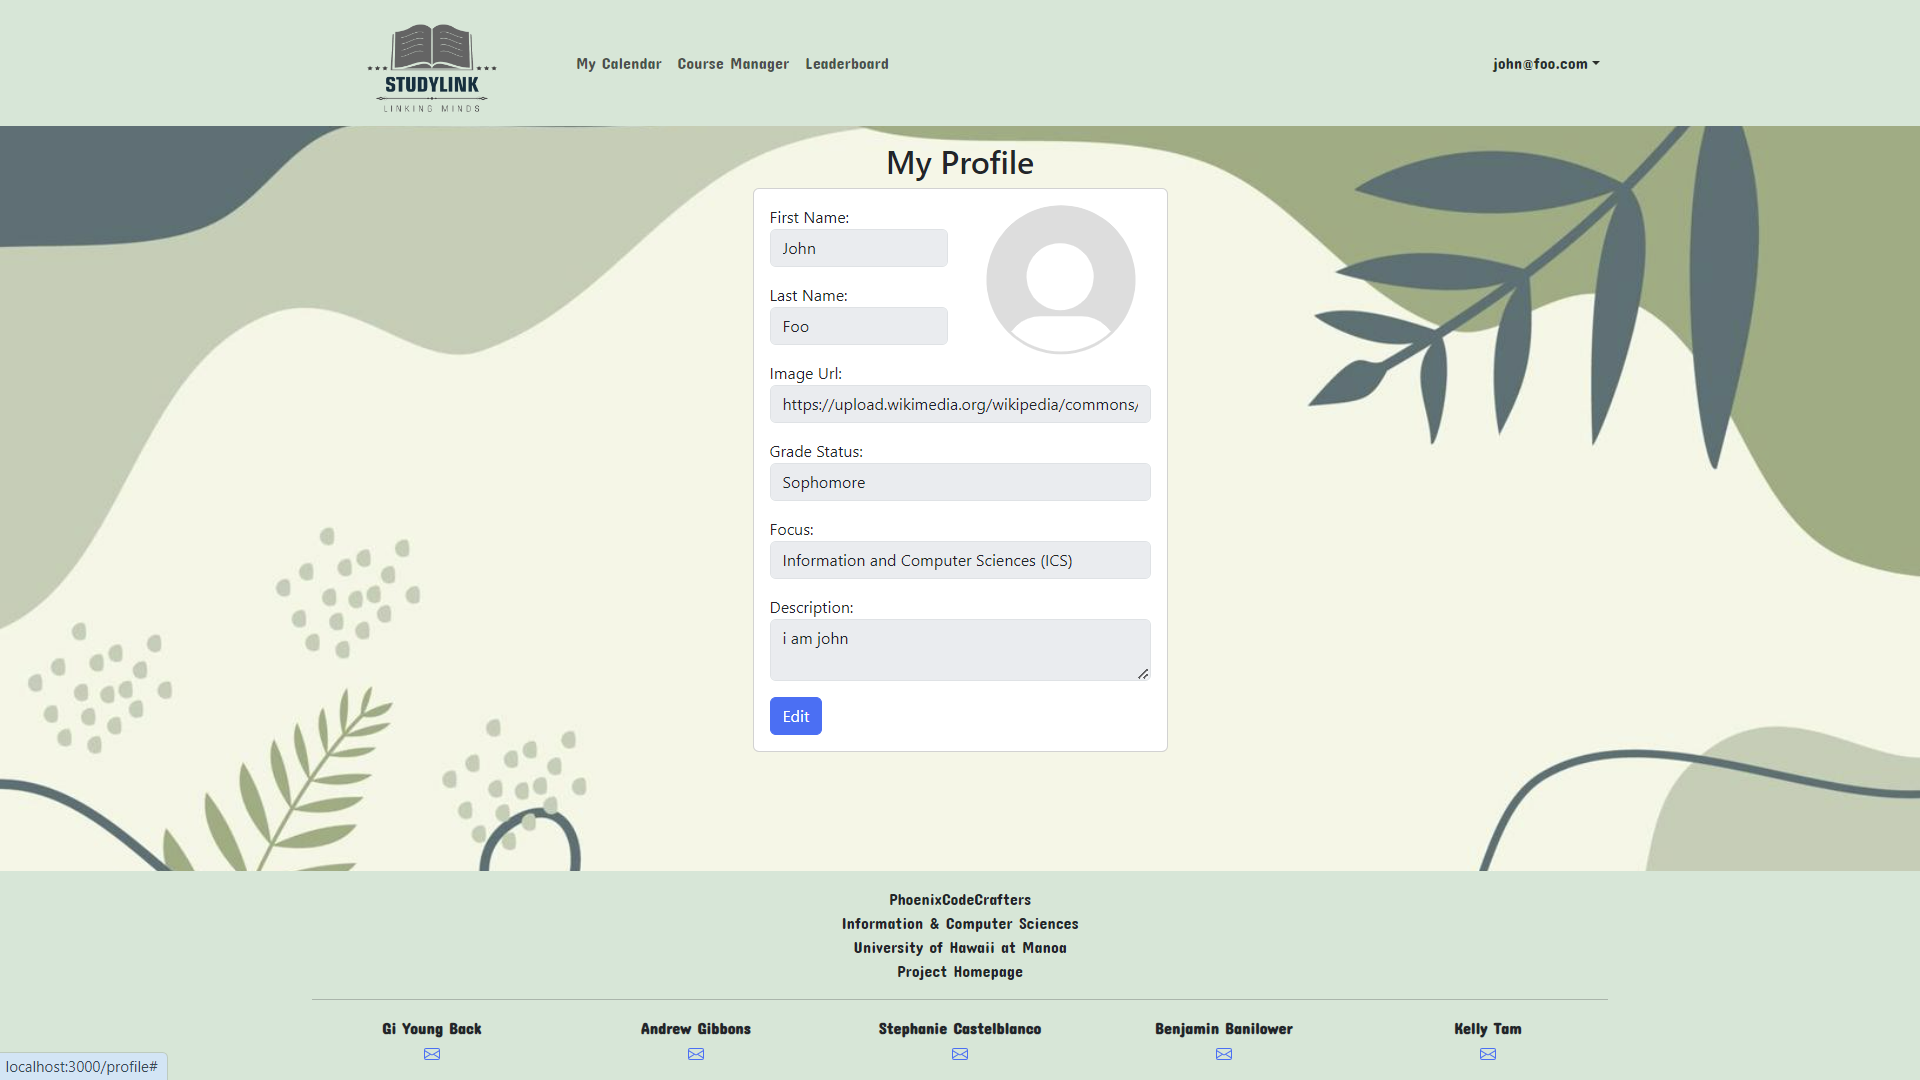 STUDYLINK
LINKING MINDS
My Calendar Course Manager Leaderboard
john@foo.com
My Profile
First Name:
John
Last Name:
Foo
Image Url:
https://upload.wikimedia.org/wikipedia/commons/
Grade Status:
Sophomore
Focus:
Information and Computer Sciences (ICS)
Description:
i am john
Edit
PhoenixCodeCrafters
Information & Computer Sciences
University of Hawaii at Manoa
Project Homepage
Gi Young Back Andrew Gibbons Stephanie Castelblanco Benjamin Banilower Kelly Tam
localhost:3000/profile#